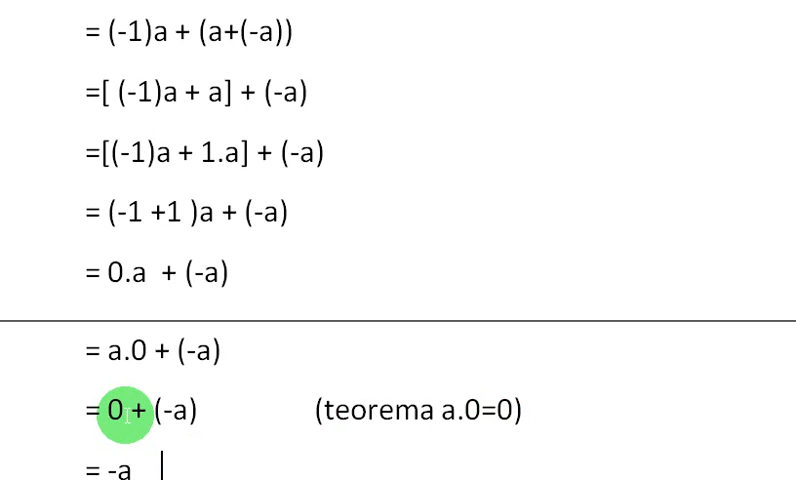 = (-1)a + (a+(-a))
=[ (-1)a + a] + (-a)
=[(-1)a + 1.a] + (-a)
= (-1 +1 )a + (-a)
= 0.a + (-a)
= a.0 + (-a)
= 0 + (-a) (teorema a.0=0)
= -a